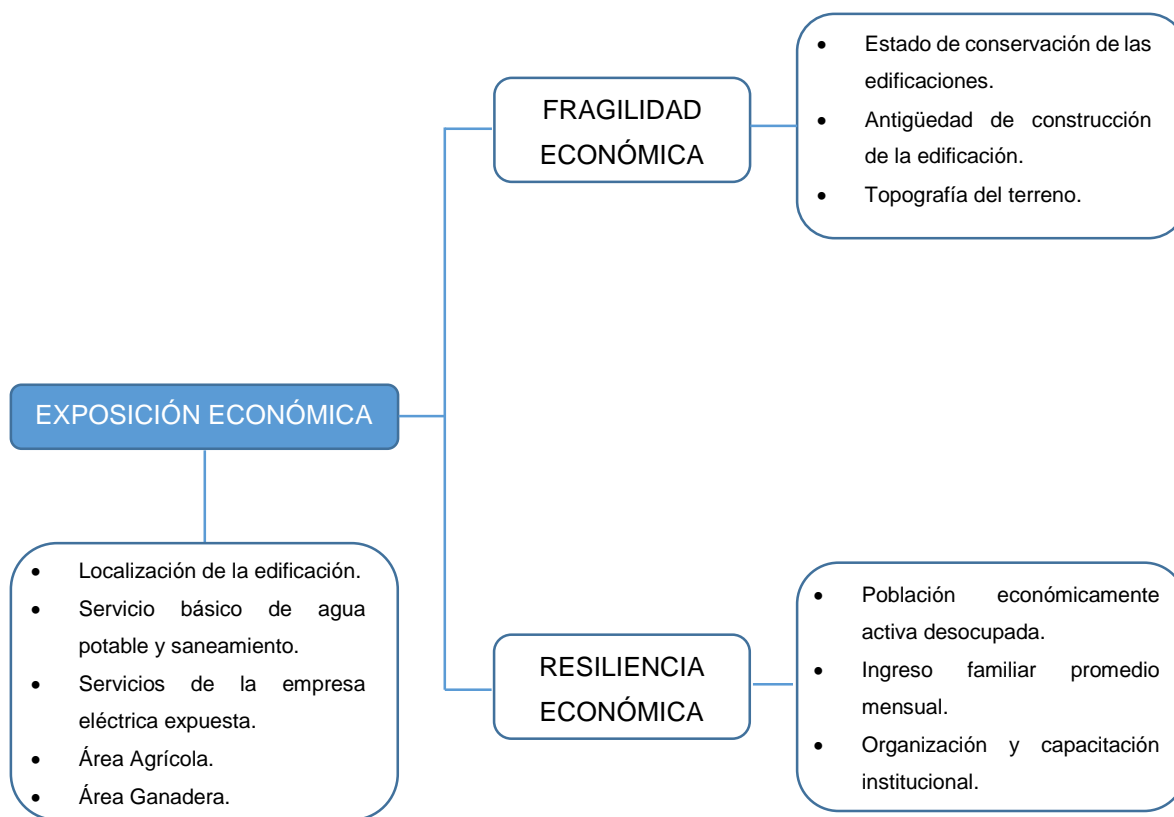 FRAGILIDAD
ECONÓMICA
• Estado de conservación de las
edificaciones.
• Antigüedad de construcción
de la edificación.
• Topografía del terreno.
EXPOSICIÓN ECONÓMICA
• Localización de la edificación.
• Servicio básico de agua
potable y saneamiento.
• Servicios de la empresa
eléctrica expuesta.
• Área Agrícola.
• Área Ganadera.
RESILIENCIA
ECONÓMICA
• Población económicamente
activa desocupada.
• Ingreso familiar promedio
mensual.
• Organización y capacitación
institucional.